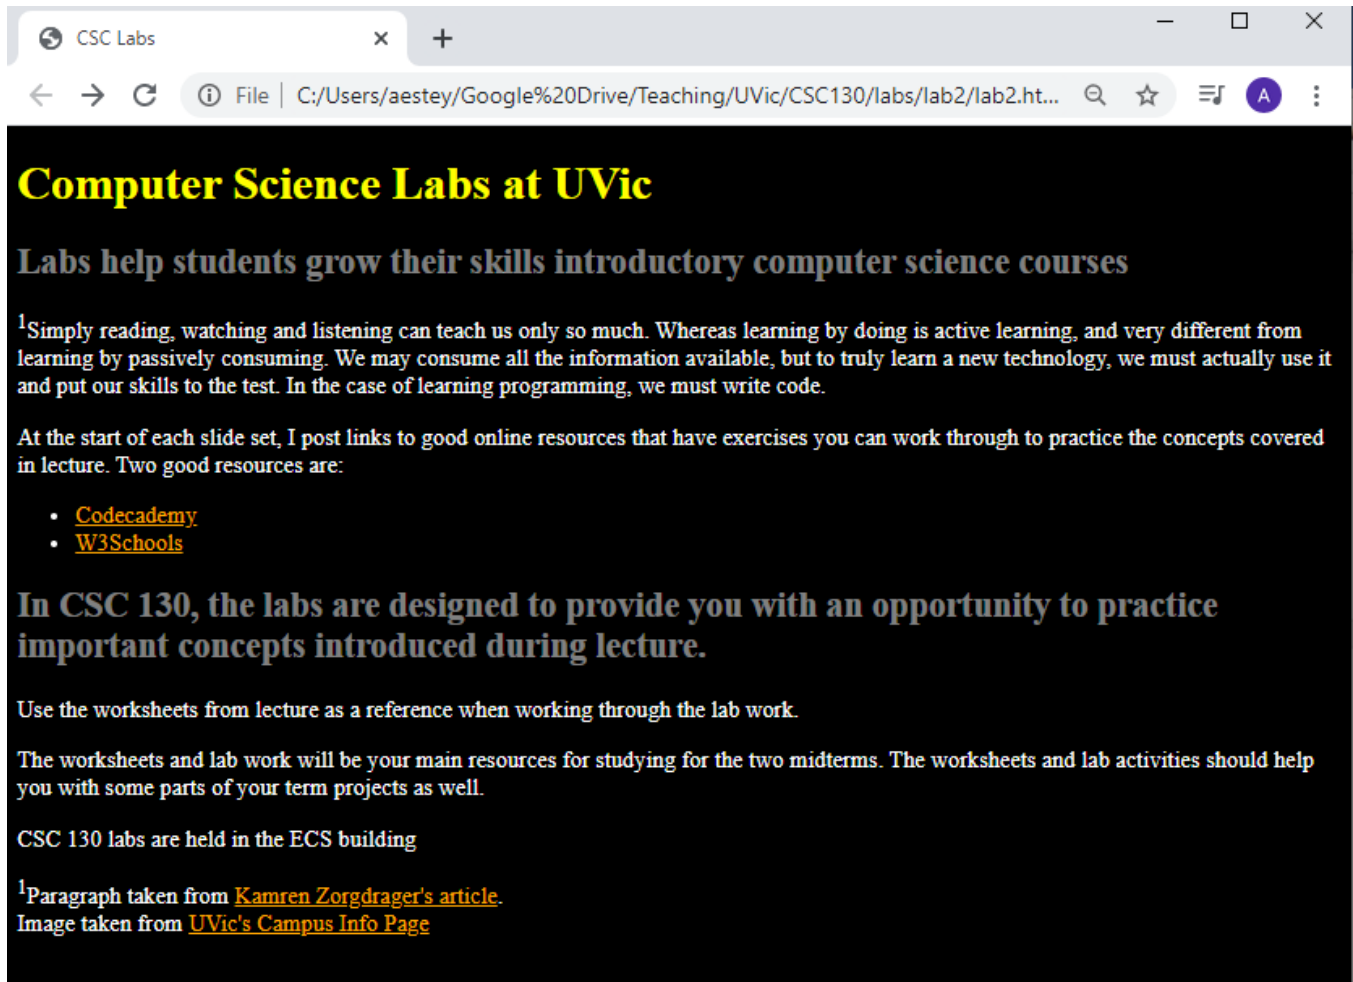 CSC Labs
File | C:/Users/aestey/Google%20Drive/Teaching/UVic/CSC130/labs/lab2/lab2.ht...
A
Computer Science Labs at UVic
Labs help students grow their skills introductory computer science courses
1Simply reading, watching and listening can teach us only so much. Whereas learning by doing is active learning, and very different from
learning by passively consuming. We may consume all the information available, but to truly learn a new technology, we must actually use it
and put our skills to the test. In the case of learning programming, we must write code.
At the start of each slide set, I post links to good online resources that have exercises you can work through to practice the concepts covered
in lecture. Two good resources are:
• Codecademy
• W3Schools
In CSC 130, the labs are designed to provide you with an opportunity to practice
important concepts introduced during lecture.
Use the worksheets from lecture as a reference when working through the lab work.
The worksheets and lab work will be your main resources for studying for the two midterms. The worksheets and lab activities should help
you with some parts of your term projects as well.
CSC 130 labs are held in the ECS building
1Paragraph taken from Kamren Zorgdrager's article.
Image taken from UVic's Campus Info Page